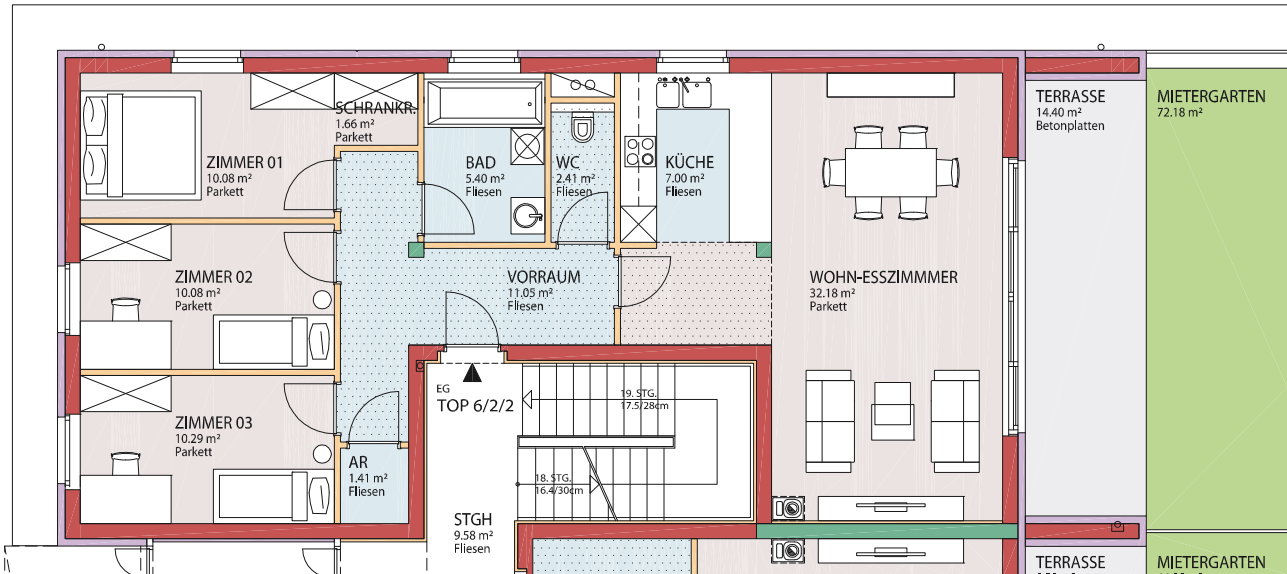 SCHRANKR.
1.66 m²
Parkett
ZIMMER 01
10.08 m²
Parkett
BAD
5.40 m²
Fliesen
WC
2.41 m²
Fliesen
KÜCHE
7.00 m²
Fliesen
TERRASSE
14.40 m²
Betonplatten
MIETERGARTEN
72.18 m²
ZIMMER 02
10.08 m²
Parkett
VORRAUM
11.05 m²
Fliesen
WOHN-ESSZIMMMER
32.18 m²
Parkett
EG
TOP 6/2/2
19. STG.
17.5/28cm
ZIMMER 03
10.29 m²
Parkett
AR
1.41 m²
Fliesen
18. STG.
16.4/30cm
STGH
9.58 m²
Fliesen
TERRASSE
MIETERGARTEN